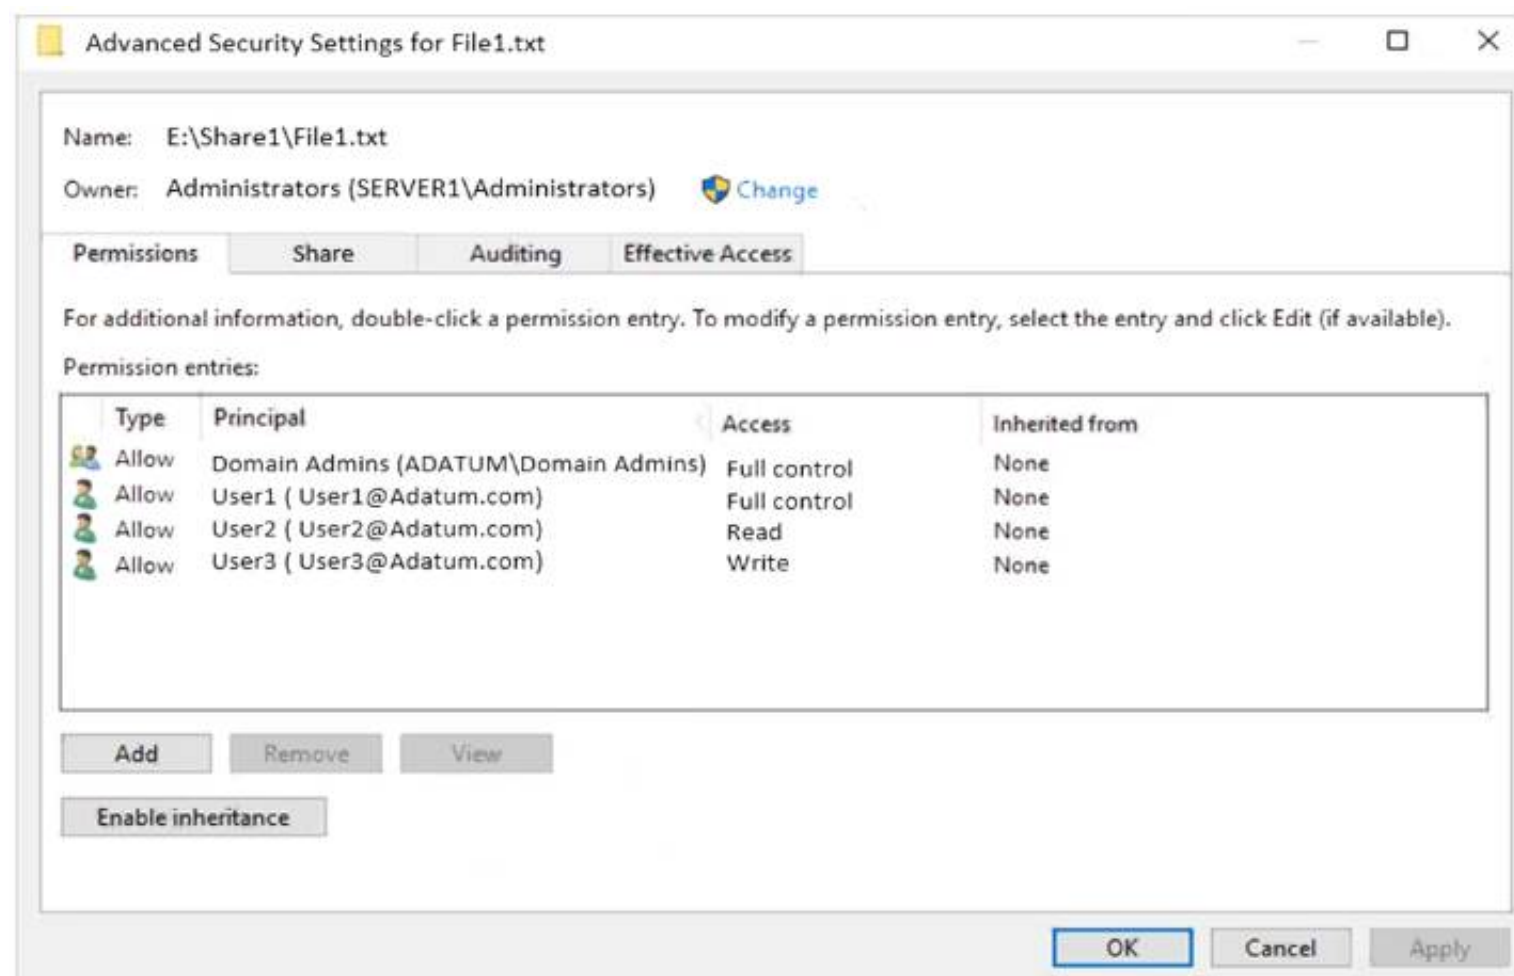 Advanced Security Settings for File1.txt
Name: E:\Share1\File1.txt
Owner: Administrators (SERVER1\Administrators) Change
Permissions Share Auditing Effective Access
For additional information, double-click a permission entry. To modify a permission entry, select the entry and click Edit (if available).
Permission entries:
Type Principal Access Inherited from
Allow Domain Admins (ADATUM\Domain Admins) Full control None
Allow User1 ( User1@Adatum.com) Full control None
Allow User2 ( User2@Adatum.com) Read None
Allow User3 ( User3@Adatum.com) Write None
Add Remove View
Enable inheritance
OK Cancel Apply